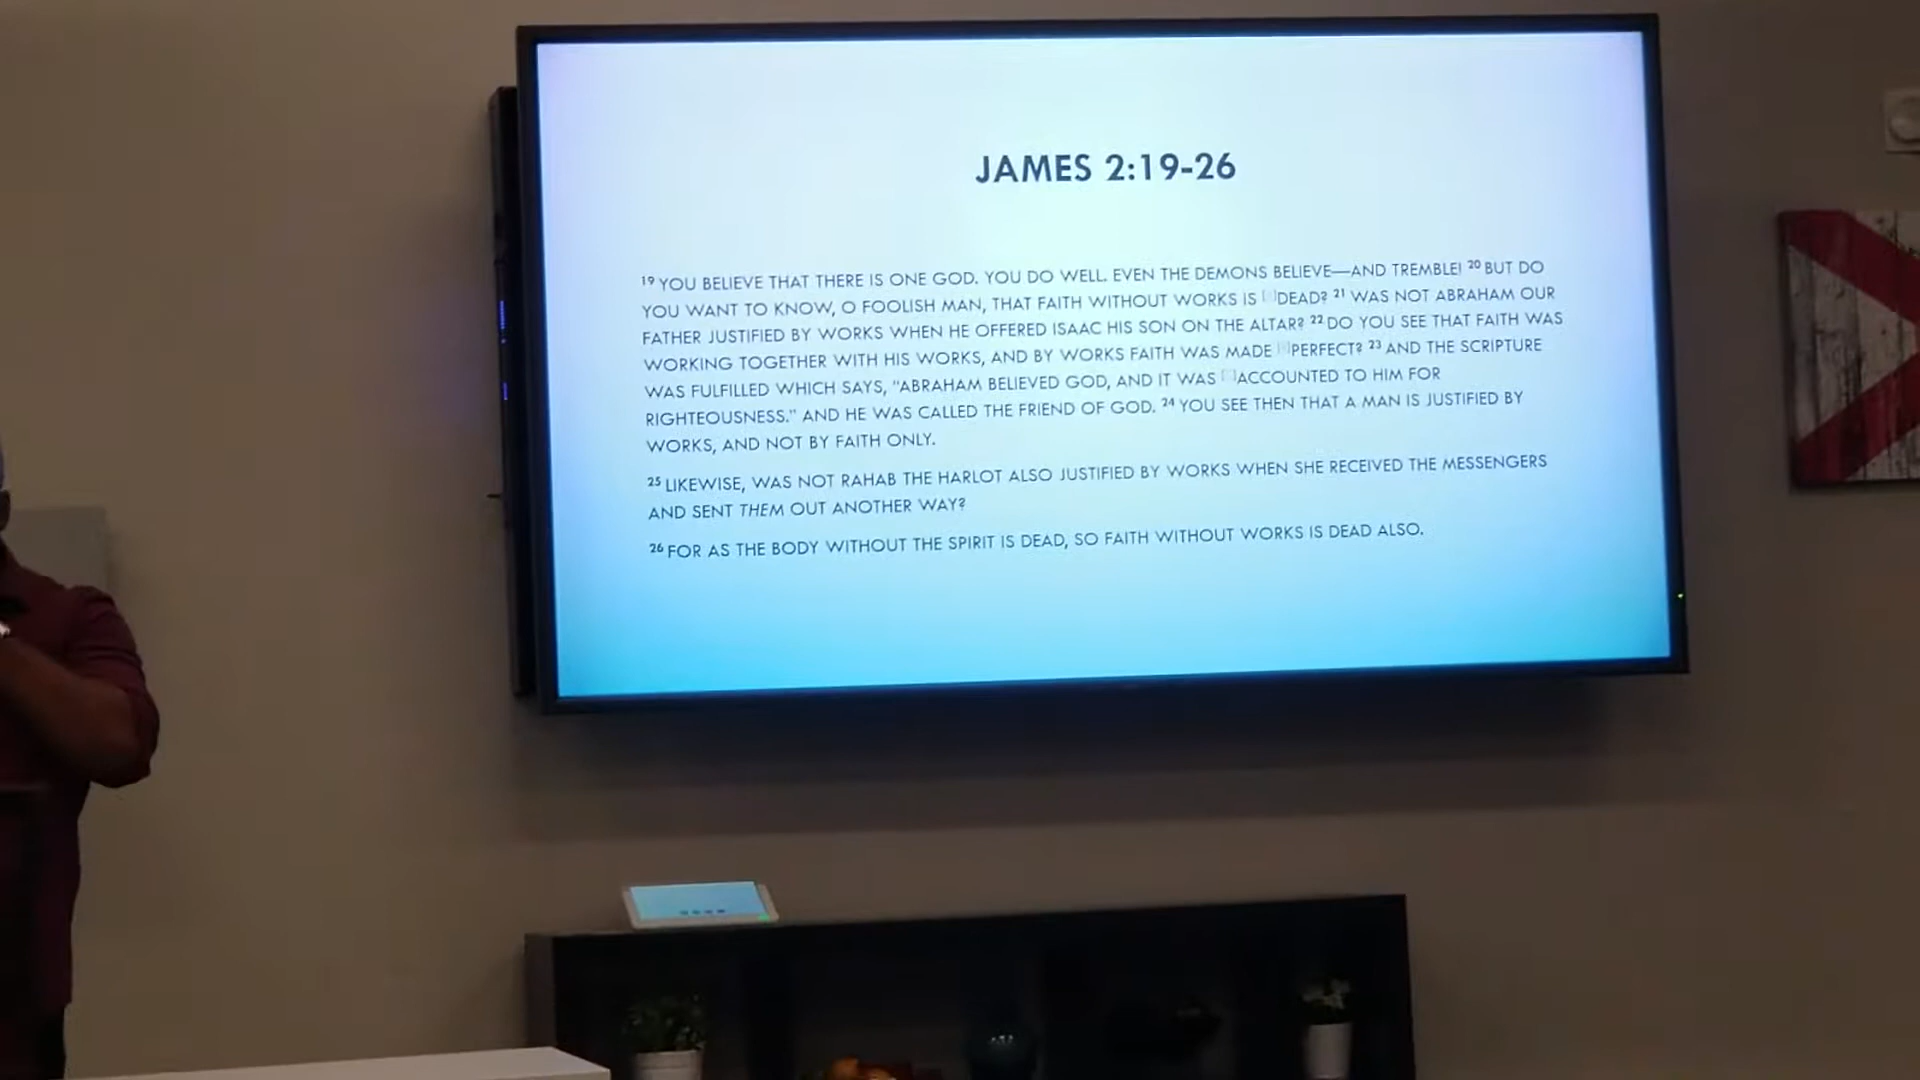 JAMES 2:19-26
19 YOU BELIEVE THAT THERE IS ONE GOD. YOU DO WELL. EVEN THE DEMONS BELIEVE—AND TREMBLE! 20 BUT DO
YOU WANT TO KNOW, O FOOLISH MAN, THAT FAITH WITHOUT WORKS IS []DEAD? 21 WAS NOT ABRAHAM OUR
FATHER JUSTIFIED BY WORKS WHEN HE OFFERED ISAAC HIS SON ON THE ALTAR? 22 DO YOU SEE THAT FAITH WAS
WORKING TOGETHER WITH HIS WORKS, AND BY WORKS FAITH WAS MADE []PERFECT? 23 AND THE SCRIPTURE
WAS FULFILLED WHICH SAYS, "ABRAHAM BELIEVED GOD, AND IT WAS []ACCOUNTED TO HIM FOR
RIGHTEOUSNESS." AND HE WAS CALLED THE FRIEND OF GOD. 24 YOU SEE THEN THAT A MAN IS JUSTIFIED BY
WORKS, AND NOT BY FAITH ONLY.
25 LIKEWISE, WAS NOT RAHAB THE HARLOT ALSO JUSTIFIED BY WORKS WHEN SHE RECEIVED THE MESSENGERS
AND SENT THEM OUT ANOTHER WAY?
26 FOR AS THE BODY WITHOUT THE SPIRIT IS DEAD, SO FAITH WITHOUT WORKS IS DEAD ALSO.